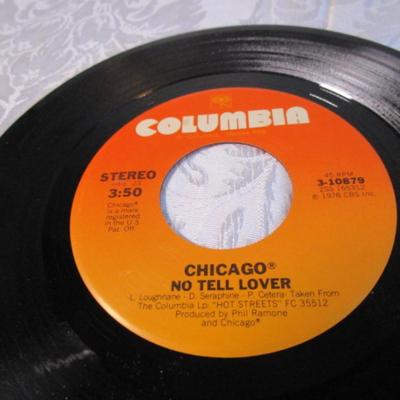 COLUMBIA
STEREO
3:50
Chicago®
is a mark
registered
in the U.S.
Pat. Off.
45 RPM
3-10879
ZSS 165312
℗ 1978 CBS Inc.
CHICAGO®
NO TELL LOVER
-L. Loughnane - D. Seraphine - P. Cetera- Taken From
The Columbia Lp: "HOT STREETS" FC 35512
Produced by Phil Ramone
and Chicago®